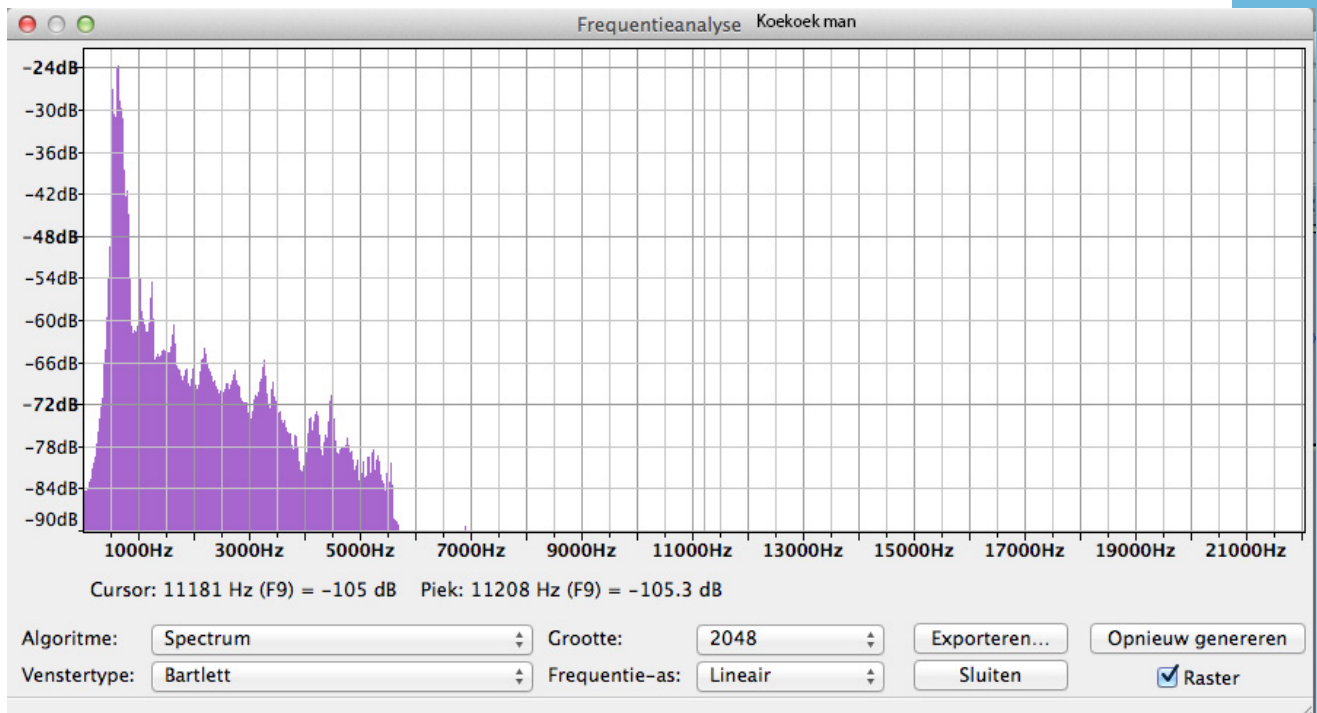 Frequentieanalyse Koekoek man
-24dB
-30dB
-36dB
-42dB
-48dB
-54dB
-60dB
-66dB
-72dB
-78dB
-84dB
-90dB
1000Hz 3000Hz 5000Hz 7000Hz 9000Hz 11000Hz 13000Hz 15000Hz 17000Hz 19000Hz 21000Hz
Cursor: 11181 Hz (F9) = -105 dB Piek: 11208 Hz (F9) = -105.3 dB
Algoritme: Spectrum Grootte: 2048 Exporteren... Opnieuw genereren
Venstertype: Bartlett Frequentie-as: Lineair Sluiten Raster